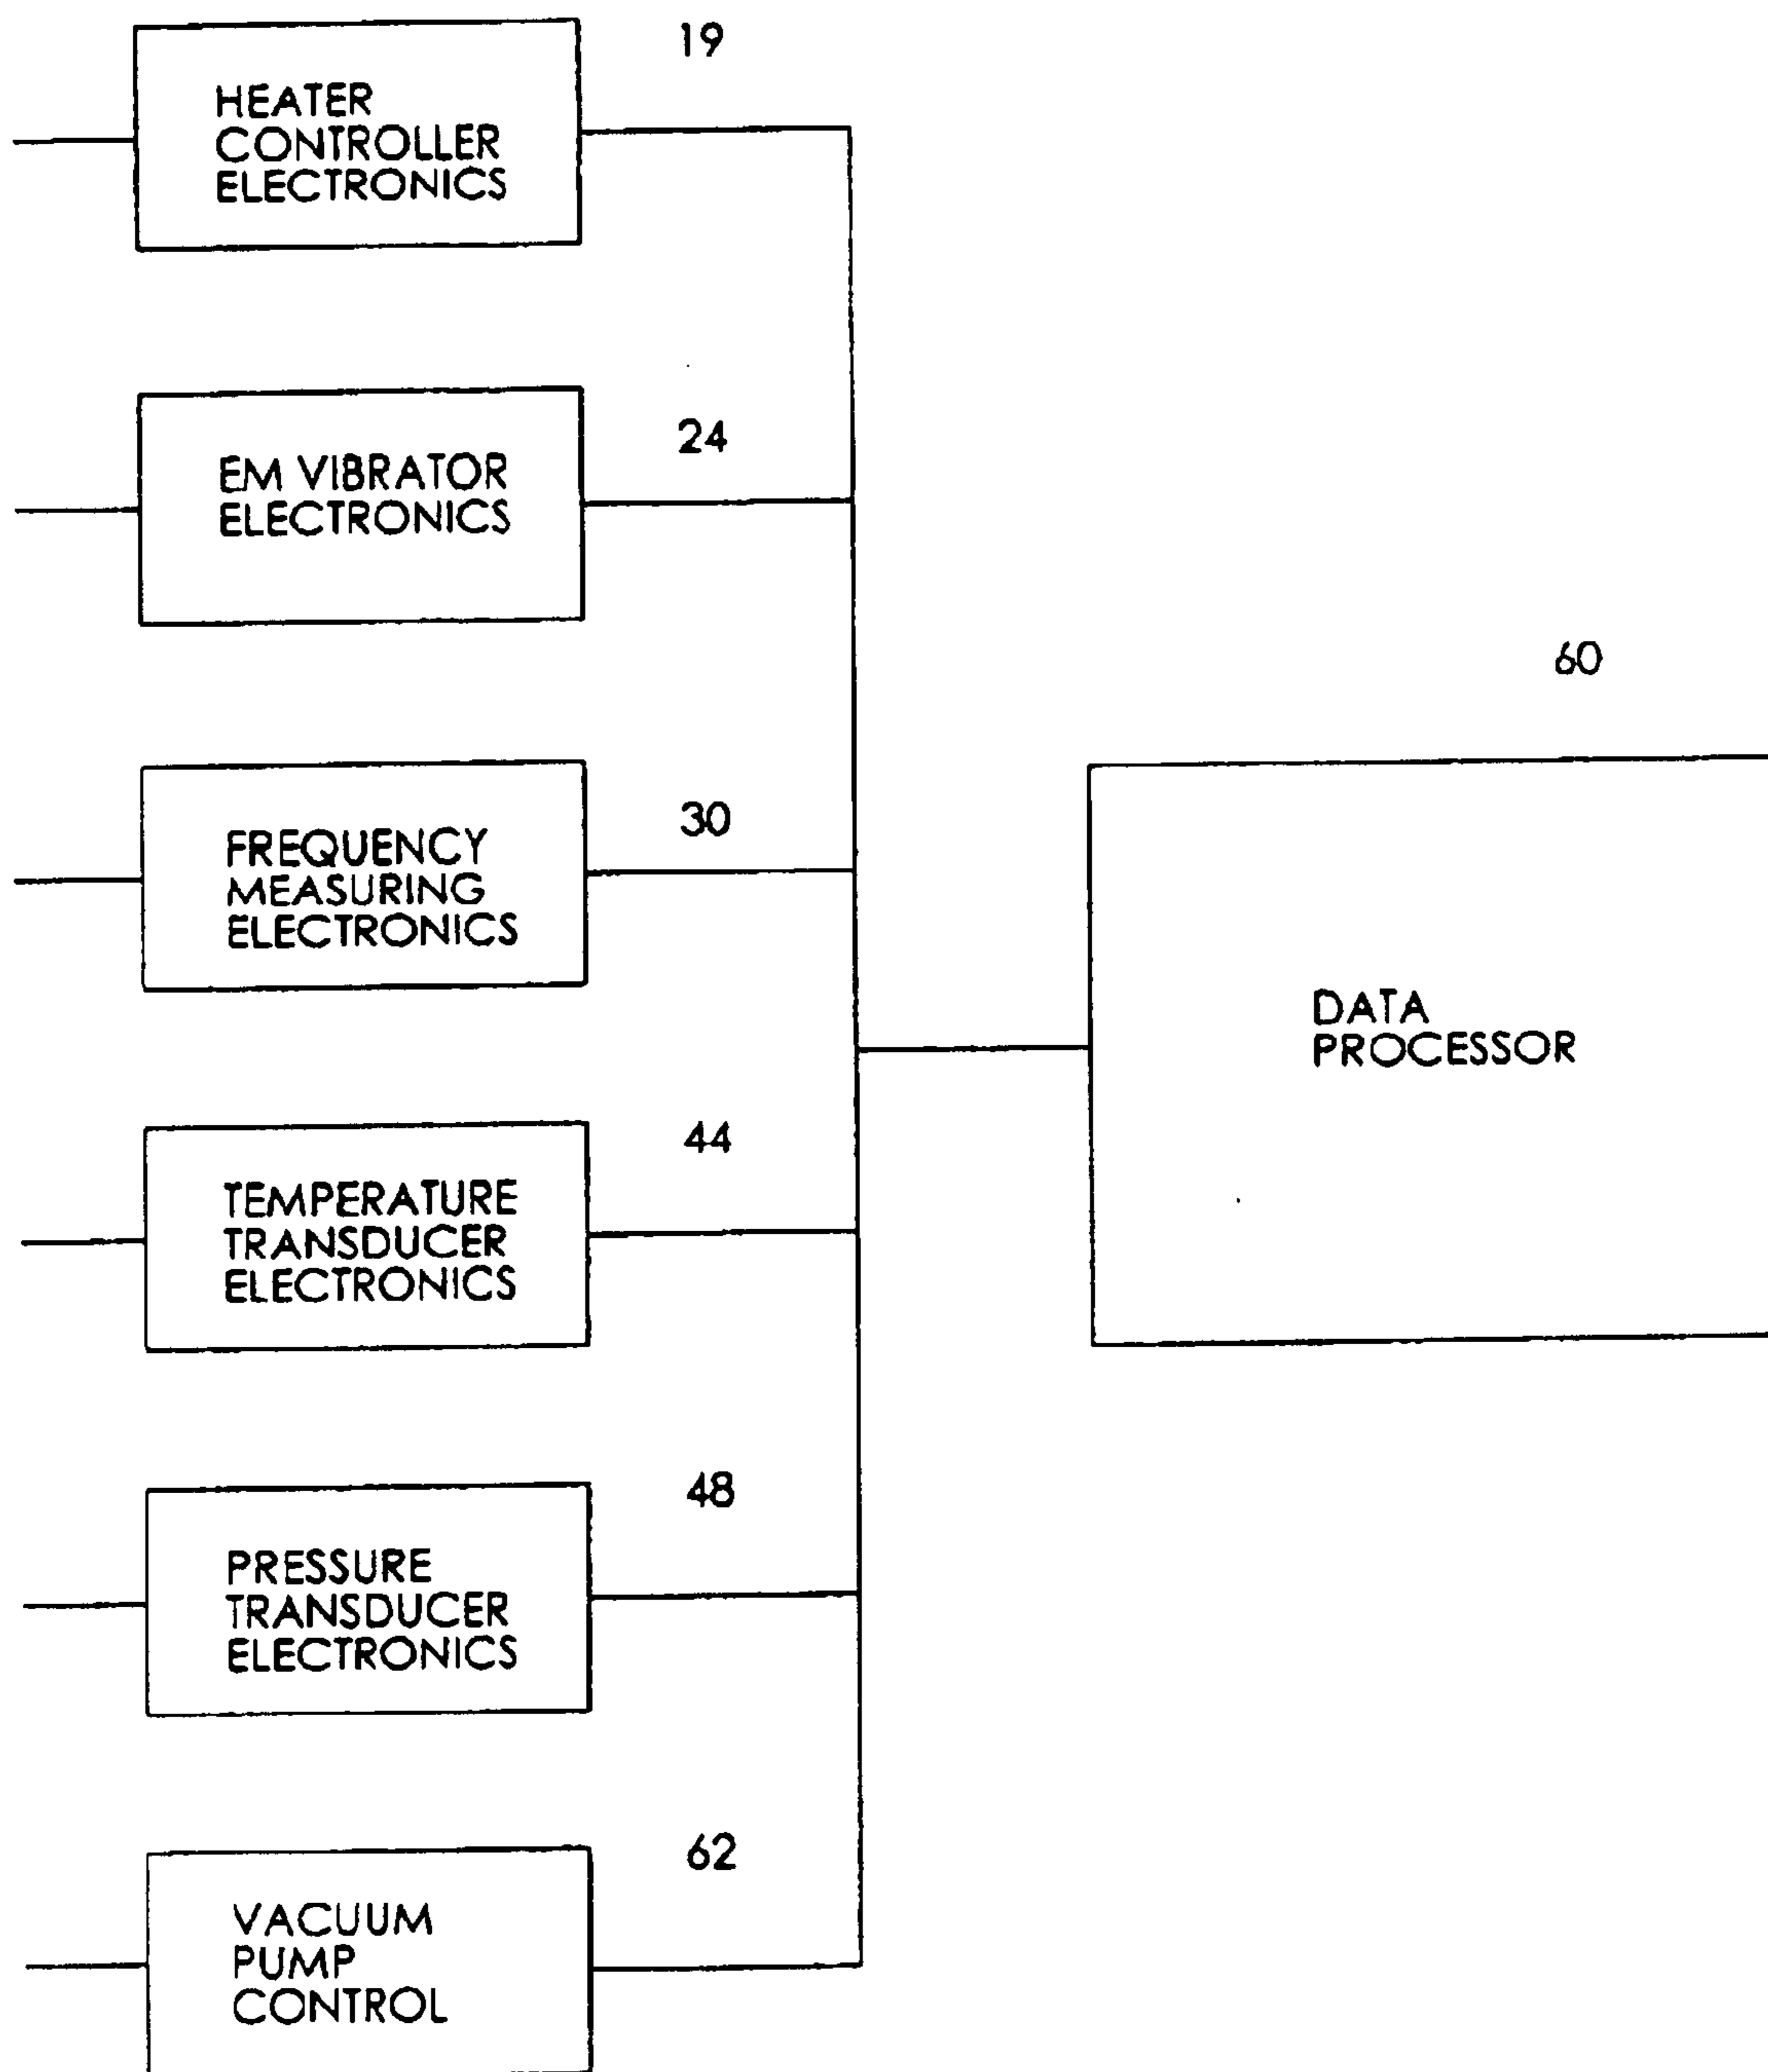 19
HEATER
CONTROLLER
ELECTRONICS
24
EM VIBRATOR
ELECTRONICS
60
30
FREQUENCY
MEASURING
ELECTRONICS
DATA
PROCESSOR
44
TEMPERATURE
TRANSDUCER
ELECTRONICS
48
PRESSURE
TRANSDUCER
ELECTRONICS
62
VACUUM
PUMP
CONTROL